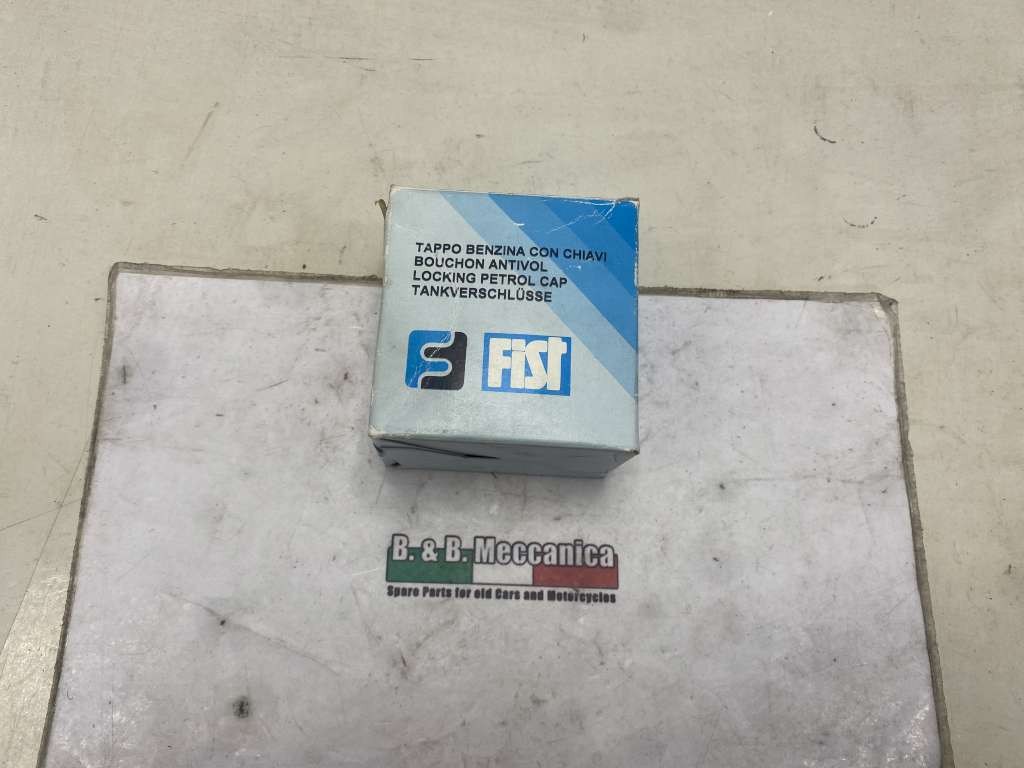 TAPPO BENZINA CON CHIAVI
BOUCHON ANTIVOL
LOCKING PETROL CAP
TANKVERSCHLÜSSE
FiSt
B. & B. Meccanica
Spare Parts for old Cars and Motorcycles